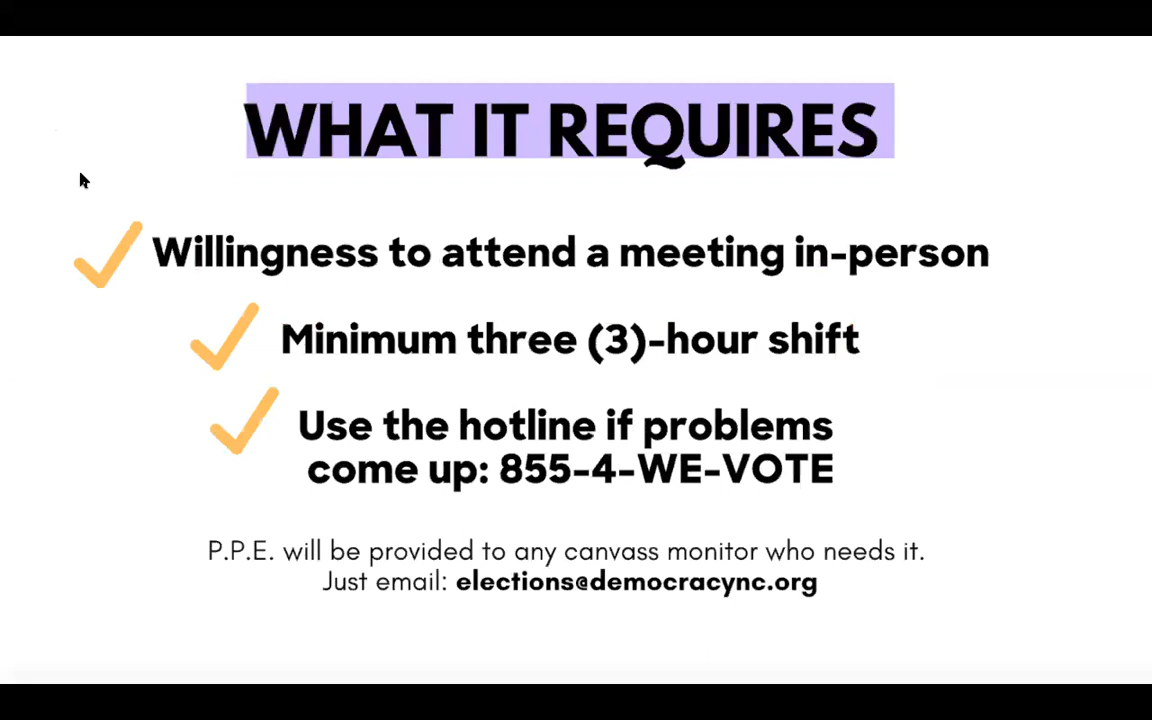 WHAT IT REQUIRES
Willingness to attend a meeting in-person
Minimum three (3)-hour shift
Use the hotline if problems
come up: 855-4-WE-VOTE
P.P.E. will be provided to any canvass monitor who needs it.
Just email: elections@democracync.org